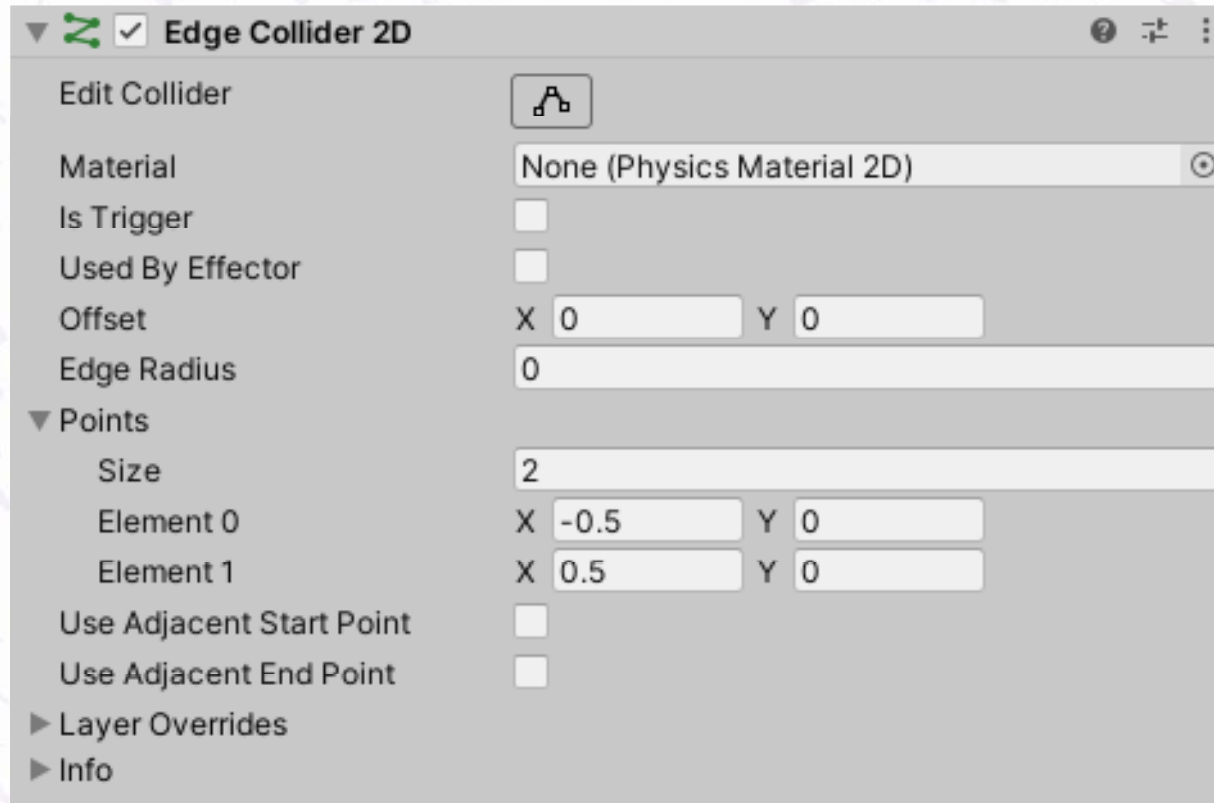 Edge Collider 2D
Edit Collider
Material None (Physics Material 2D)
Is Trigger
Used By Effector
Offset X 0 Y 0
Edge Radius 0
Points
Size 2
Element 0 X -0.5 Y 0
Element 1 X 0.5 Y 0
Use Adjacent Start Point
Use Adjacent End Point
Layer Overrides
Info